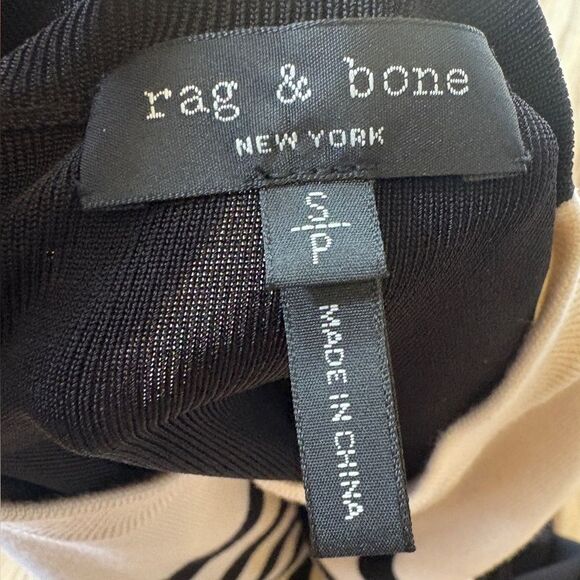 rag & bone
NEW YORK
S
P
MADE IN CHINA